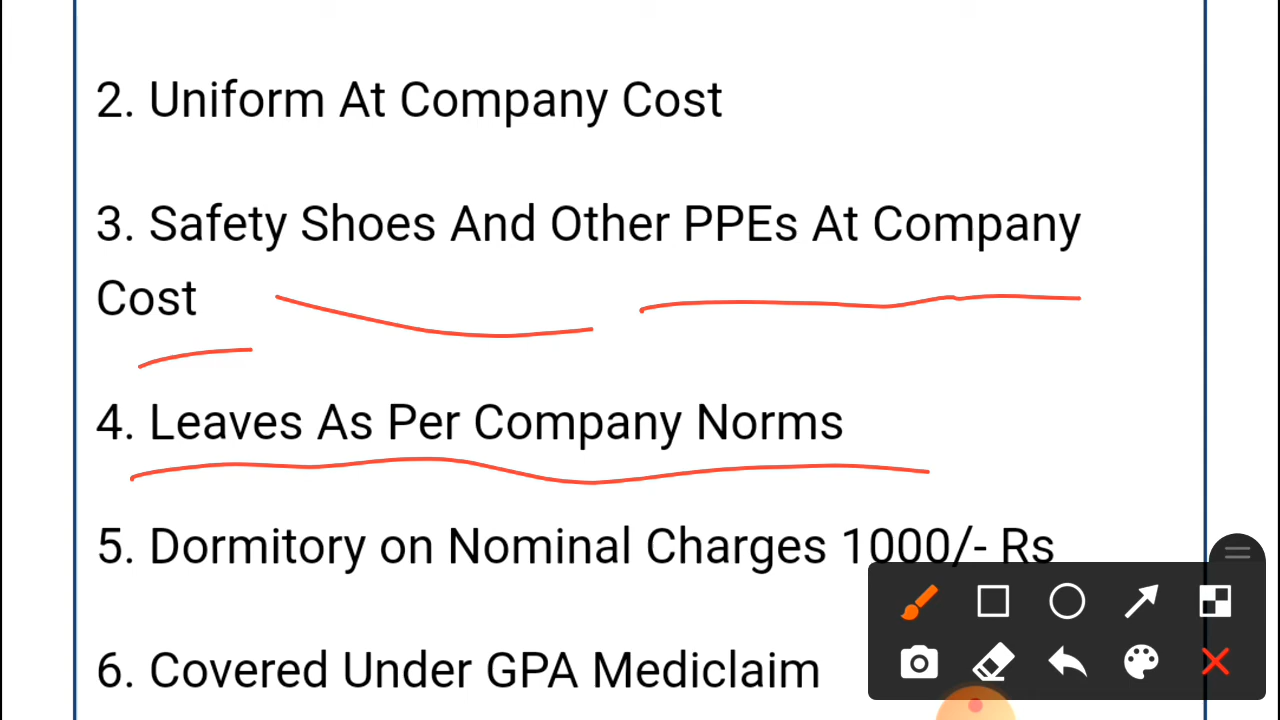 2. Uniform At Company Cost
3. Safety Shoes And Other PPEs At Company
Cost
4. Leaves As Per Company Norms
5. Dormitory on Nominal Charges 1000/- Rs
6. Covered Under GPA Mediclaim